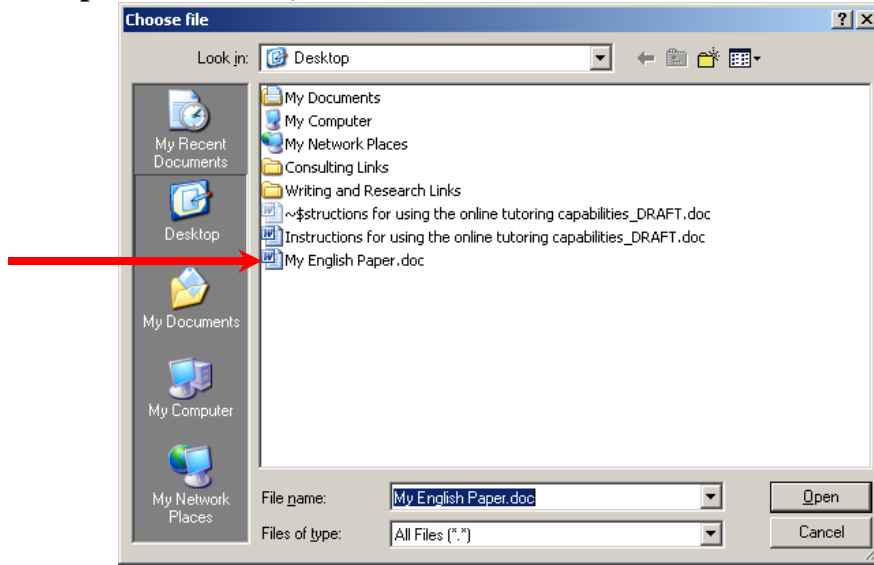 Choose file
Look in: Desktop
My Documents
My Computer
My Network Places
Consulting Links
Writing and Research Links
~$structions for using the online tutoring capabilities_DRAFT.doc
Instructions for using the online tutoring capabilities_DRAFT.doc
My English Paper.doc
My Recent
Documents
Desktop
My Documents
My Computer
My Network
Places
File name: My English Paper.doc Open
Files of type: All Files (*.*) Cancel